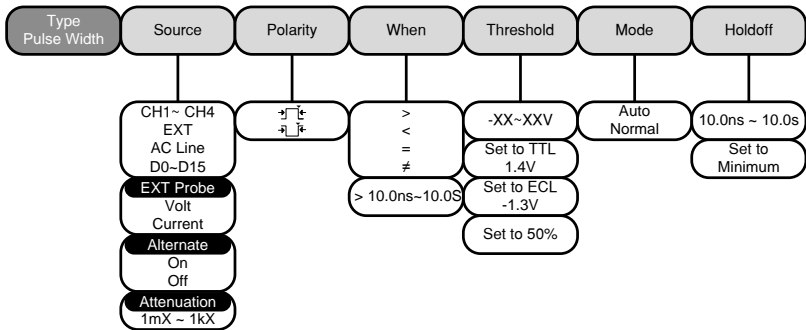 Type
Pulse Width
Source
Polarity
When
Threshold
Mode
Holdoff
CH1~ CH4
EXT
AC Line
D0~D15
EXT Probe
Volt
Current
Alternate
On
Off
Attenuation
1mX ~ 1kX
>
<
=
≠
> 10.0ns~10.0S
-XX~XXV
Set to TTL
1.4V
Set to ECL
-1.3V
Set to 50%
Auto
Normal
10.0ns ~ 10.0s
Set to
Minimum